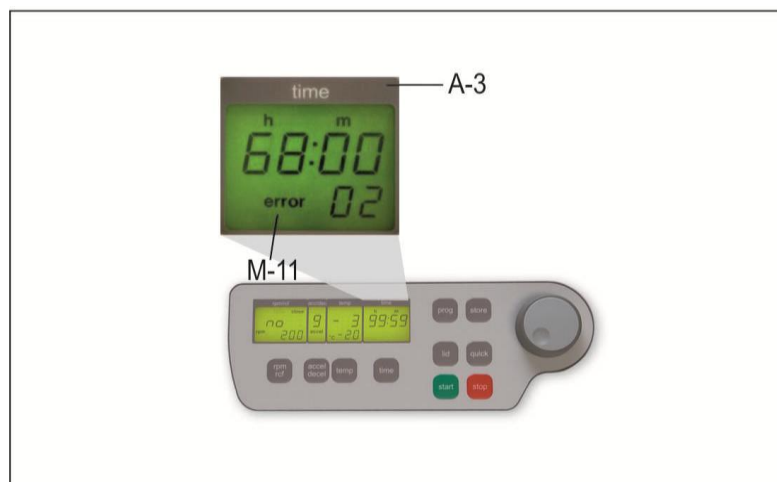 time
A-3
h m
68:00
error 02
M-11
time
no 9 - 3 99:59
rpm 200 -20
prog store
lid quick
rpm rcf accel decel temp time
start stop